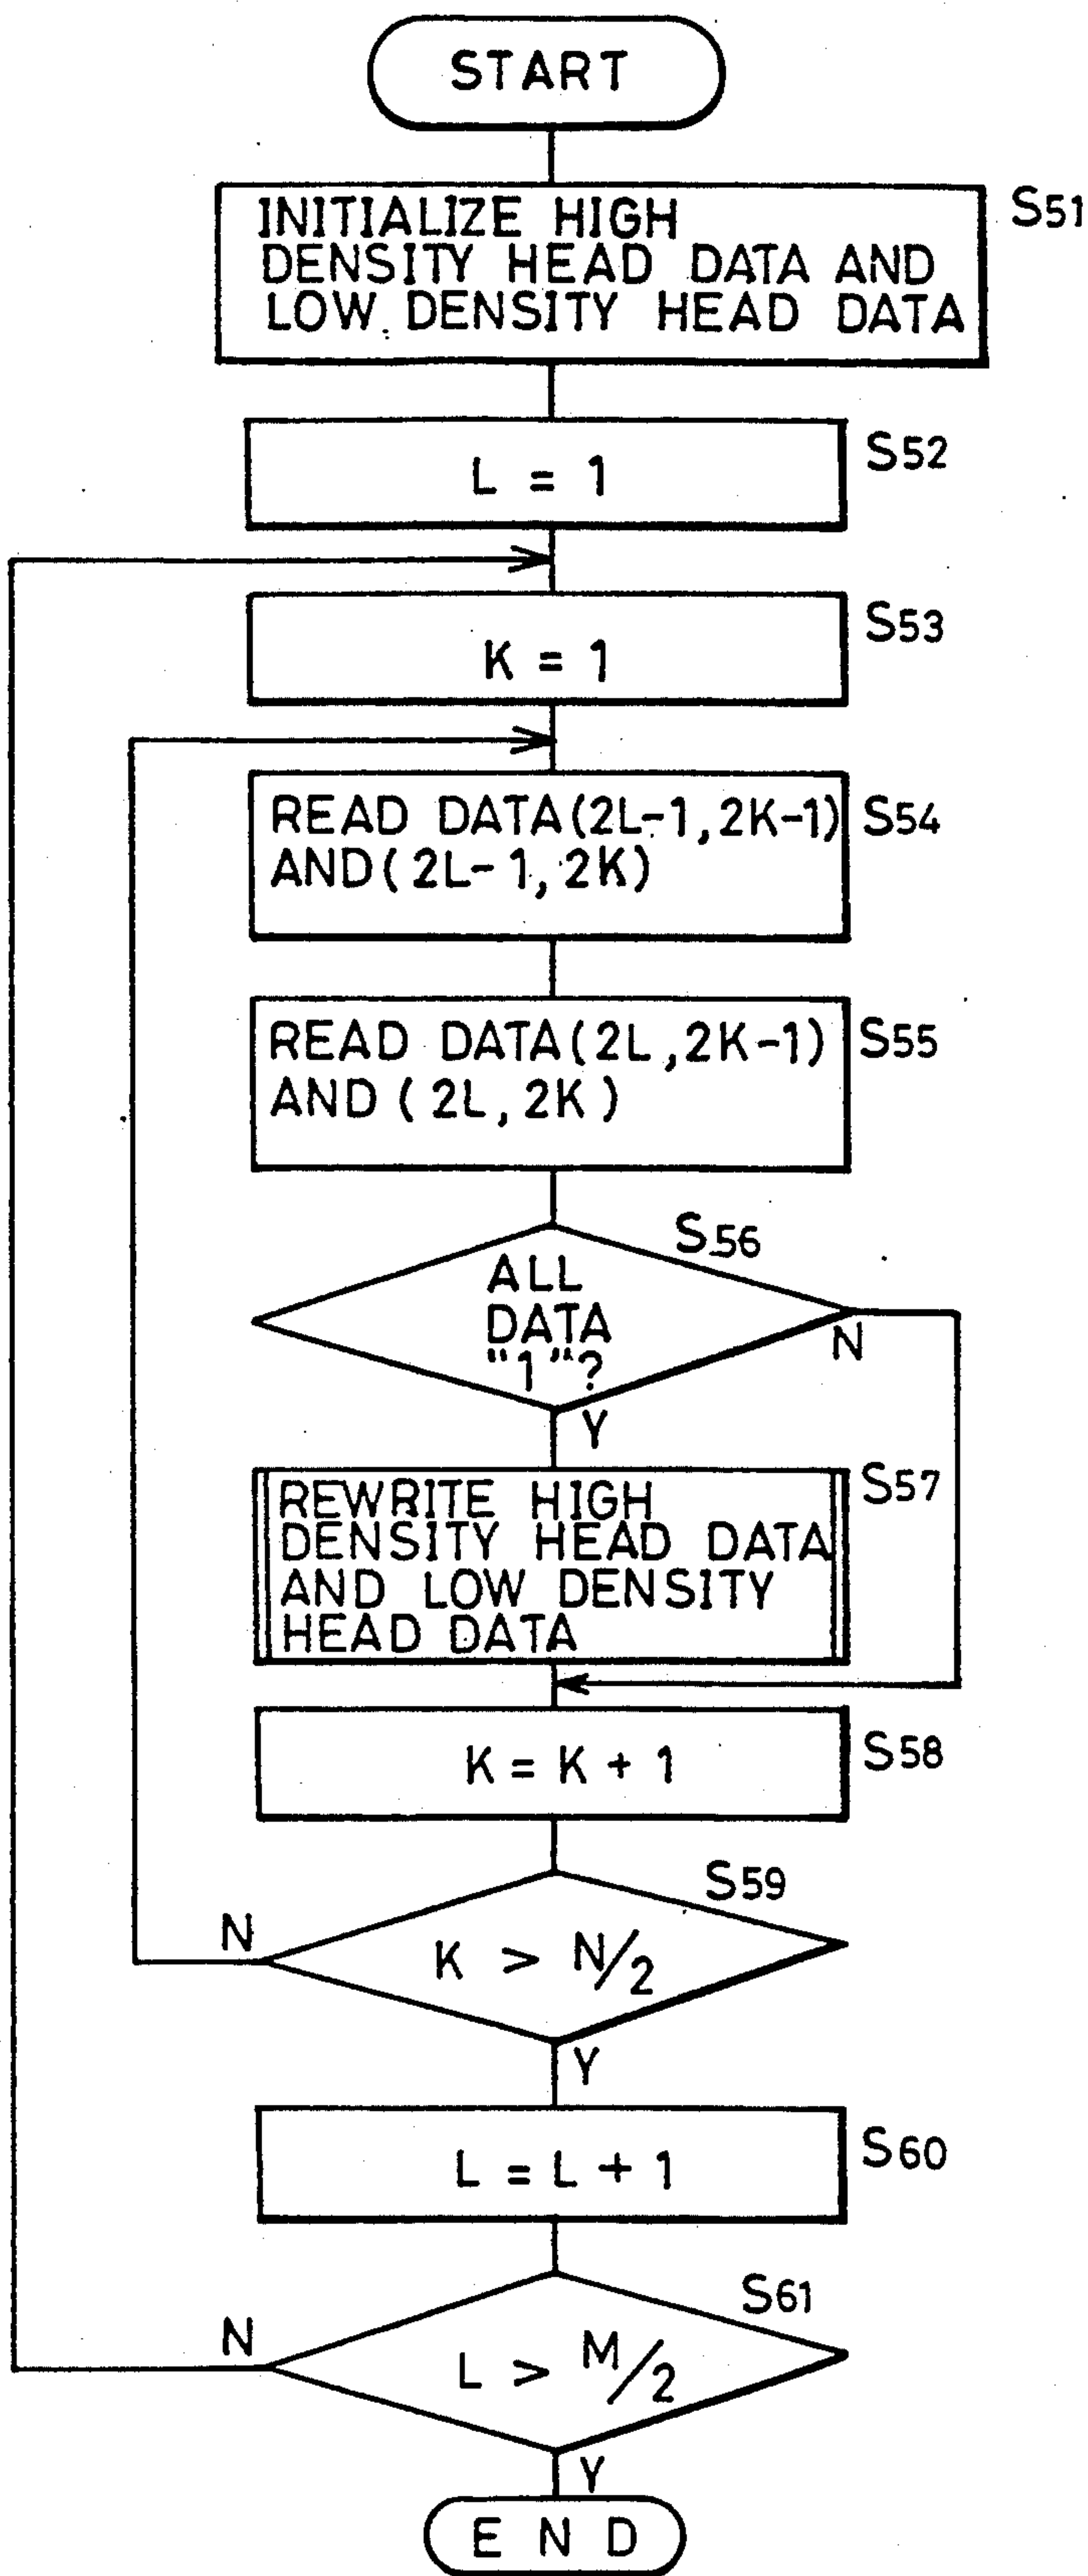 START
INITIALIZE HIGH
DENSITY HEAD DATA AND
LOW DENSITY HEAD DATA
S51
L = 1
S52
K = 1
S53
READ DATA(2L-1,2K-1)
AND(2L-1,2K)
S54
READ DATA(2L,2K-1)
AND (2L,2K)
S55
S56
ALL
DATA
"1"?
N
Y
REWRITE HIGH
DENSITY HEAD DATA
AND LOW DENSITY
HEAD DATA
S57
K = K + 1
S58
S59
N
K > N/2
Y
L = L + 1
S60
S61
N
L > M/2
Y
END